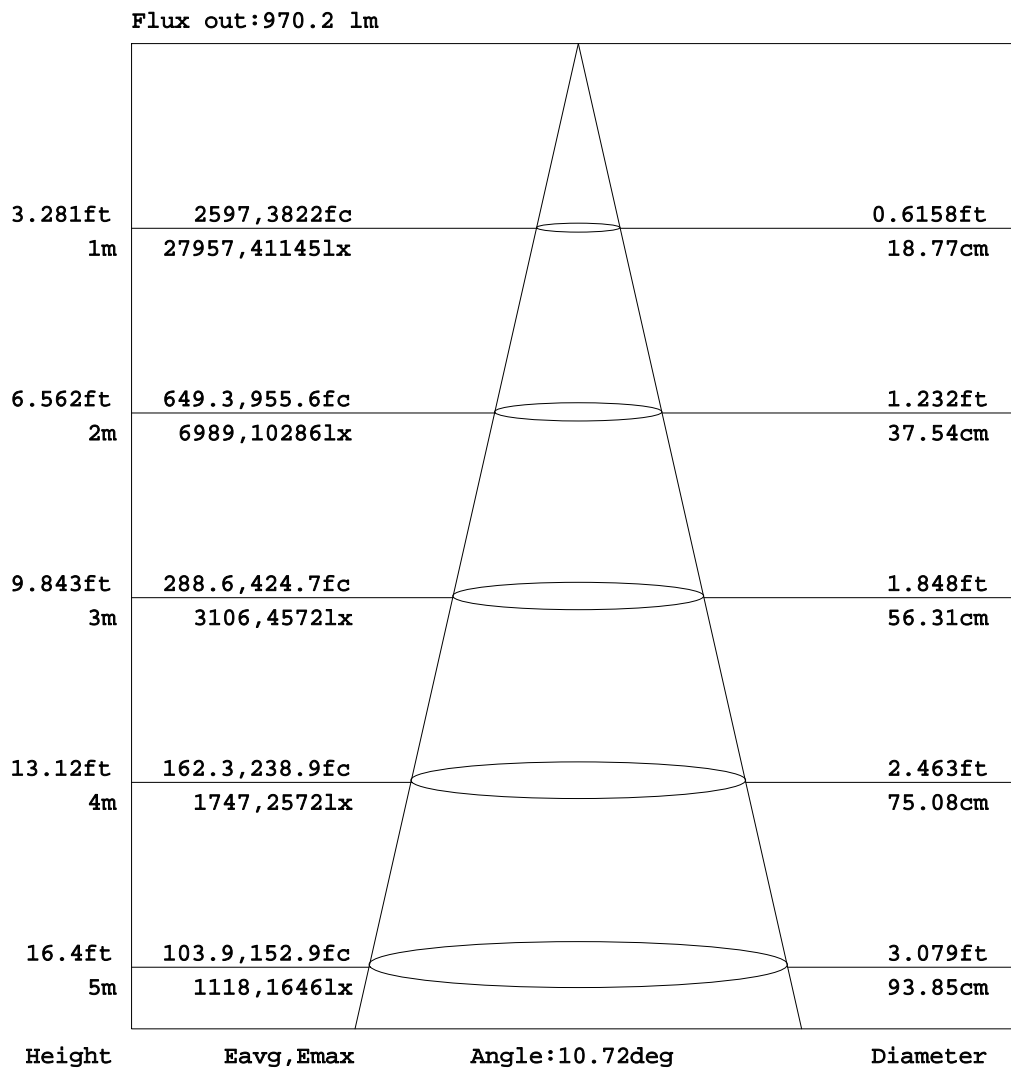 Flux out:970.2 lm
3.281ft 2597,3822fc 0.6158ft
1m 27957,41145lx 18.77cm
6.562ft 649.3,955.6fc 1.232ft
2m 6989,10286lx 37.54cm
9.843ft 288.6,424.7fc 1.848ft
3m 3106,4572lx 56.31cm
13.12ft 162.3,238.9fc 2.463ft
4m 1747,2572lx 75.08cm
16.4ft 103.9,152.9fc 3.079ft
5m 1118,1646lx 93.85cm
Height Eavg,Emax Angle:10.72deg Diameter